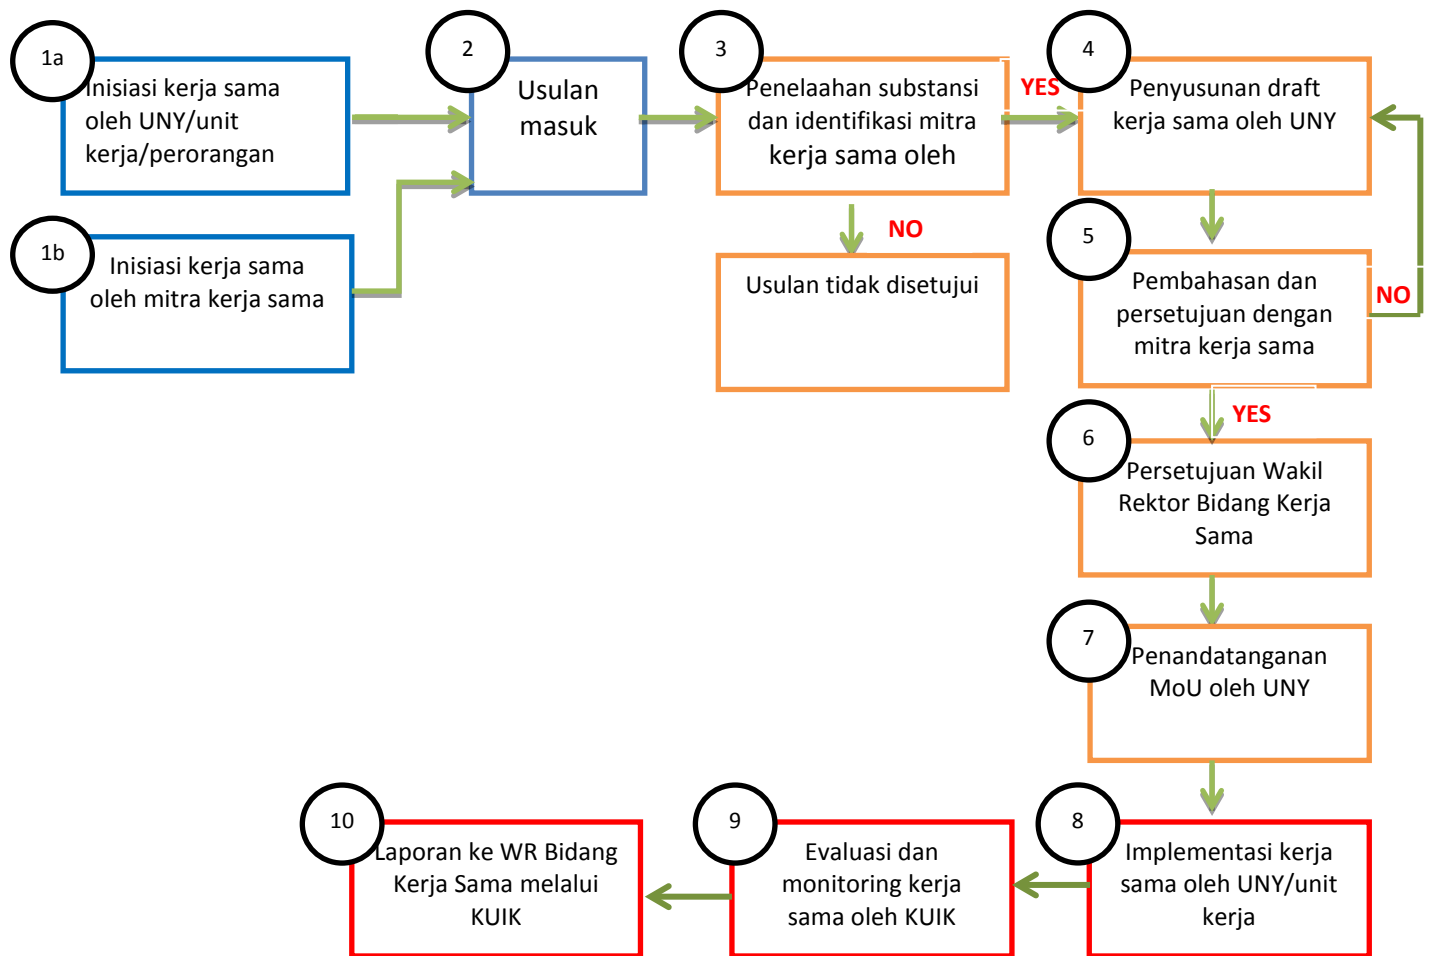 1a
Inisiasi kerja sama
oleh UNY/unit
kerja/perorangan
1b
Inisiasi kerja sama
oleh mitra kerja sama
2
Usulan
masuk
3
Penelaahan substansi
dan identifikasi mitra
kerja sama oleh
YES
NO
Usulan tidak disetujui
4
Penyusunan draft
kerja sama oleh UNY
5
Pembahasan dan
persetujuan dengan
mitra kerja sama
NO
YES
6
Persetujuan Wakil
Rektor Bidang Kerja
Sama
7
Penandatanganan
MoU oleh UNY
8
Implementasi kerja
sama oleh UNY/unit
kerja
9
Evaluasi dan
monitoring kerja
sama oleh KUIK
10
Laporan ke WR Bidang
Kerja Sama melalui
KUIK